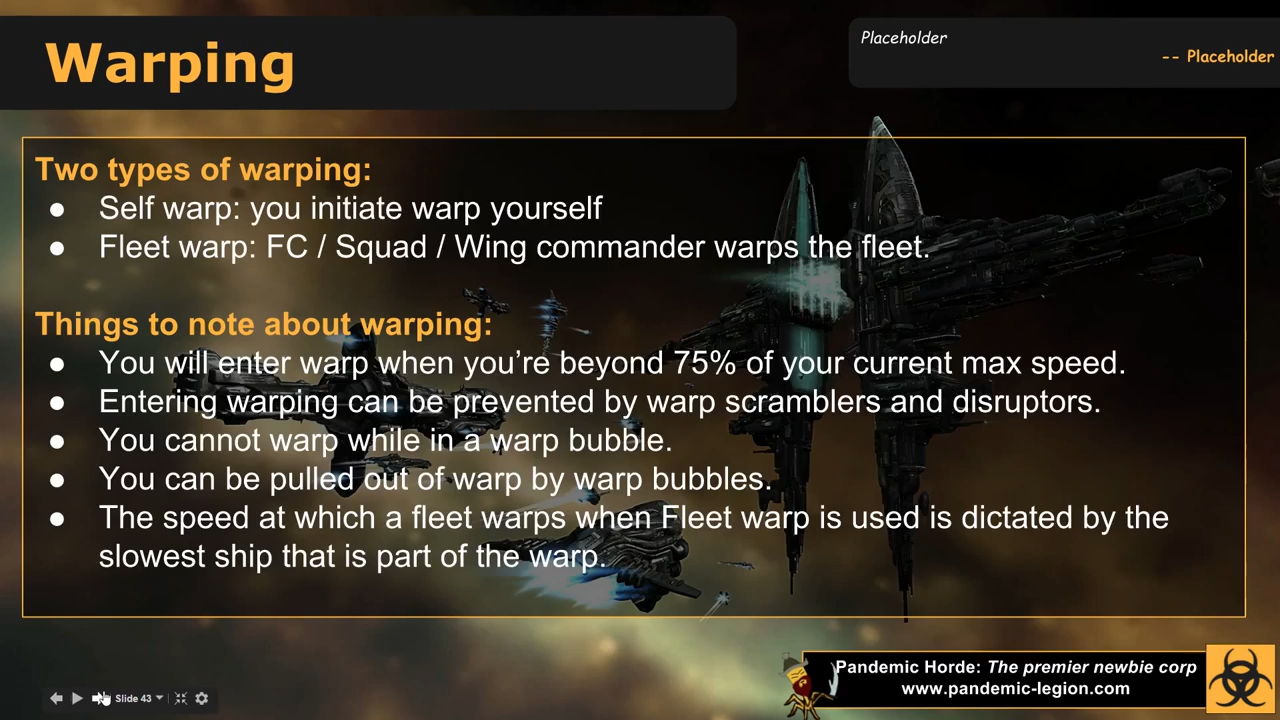 Warping
Placeholder
-- Placeholder
Two types of warping:
● Self warp: you initiate warp yourself
● Fleet warp: FC / Squad / Wing commander warps the fleet.
Things to note about warping:
● You will enter warp when you’re beyond 75% of your current max speed.
● Entering warping can be prevented by warp scramblers and disruptors.
● You cannot warp while in a warp bubble.
● You can be pulled out of warp by warp bubbles.
● The speed at which a fleet warps when Fleet warp is used is dictated by the
slowest ship that is part of the warp.
Pandemic Horde: The premier newbie corp
www.pandemic-legion.com
Slide 43